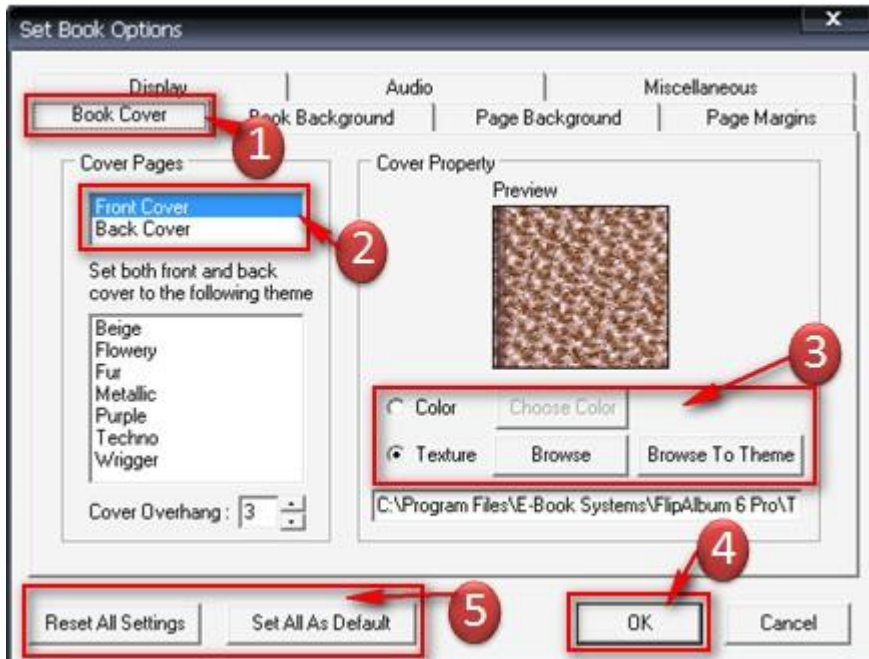 Set Book Options
x
Display Audio Miscellaneous
Book Cover Book Background Page Background Page Margins
1
Cover Pages
Front Cover
Back Cover
2
Set both front and back
cover to the following theme
Beige
Flowery
Fur
Metallic
Purple
Techno
Wrigger
Cover Overhang : 3
Cover Property
Preview
3
Color Choose Color
Texture Browse Browse To Theme
C:\Program Files\E-Book Systems\FlipAlbum 6 Pro\T
4
5
Reset All Settings Set All As Default OK Cancel